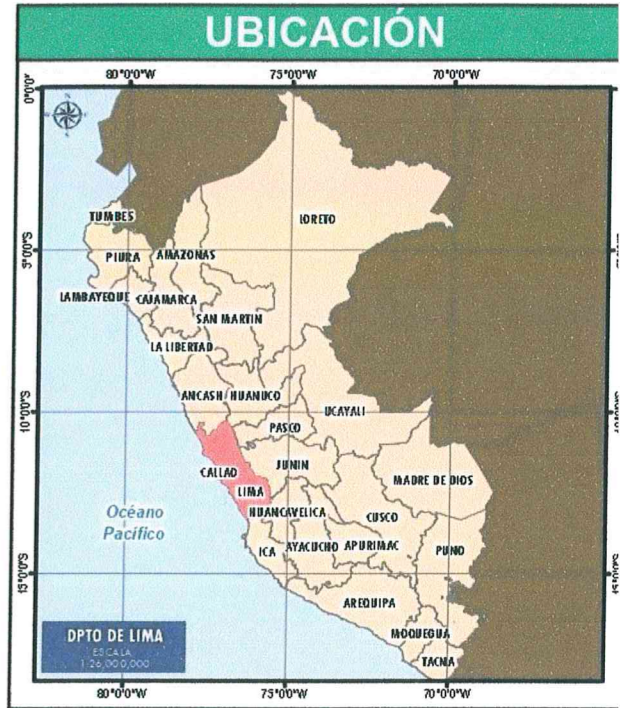 UBICACIÓN
80°0'0"W 75°0'0"W 70°0'0"W
0°0'0"
TUMBES
LORETO
5°0'0"S
PIURA AMAZONAS
LAMBAYEQUE CAJAMARCA
SAN MARTIN
LA LIBERTAD
ANCASH HUANUCO
UCAYALI
10°0'0"S
PASCO
CALLAO JUNIN
MADRE DE DIOS
LIMA
Océano
Pacífico
HUANCAVELICA
CUSCO
ICA AYACUCHO APURIMAC PUNO
15°0'0"S
AREQUIPA
DPTO DE LIMA
ESCALA
1:26,000,000
MOQUEGUA
TACNA
80°0'0"W 75°0'0"W 70°0'0"W